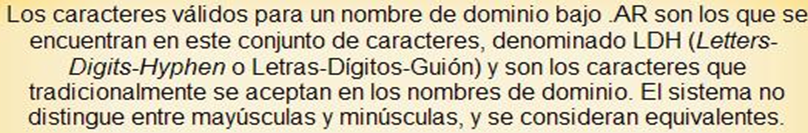 Los caracteres válidos para un nombre de dominio bajo .AR son los que se
encuentran en este conjunto de caracteres, denominado LDH (Letters-
Digits-Hyphen o Letras-Dígitos-Guión) y son los caracteres que
tradicionalmente se aceptan en los nombres de dominio. El sistema no
distingue entre mayúsculas y minúsculas, y se consideran equivalentes.